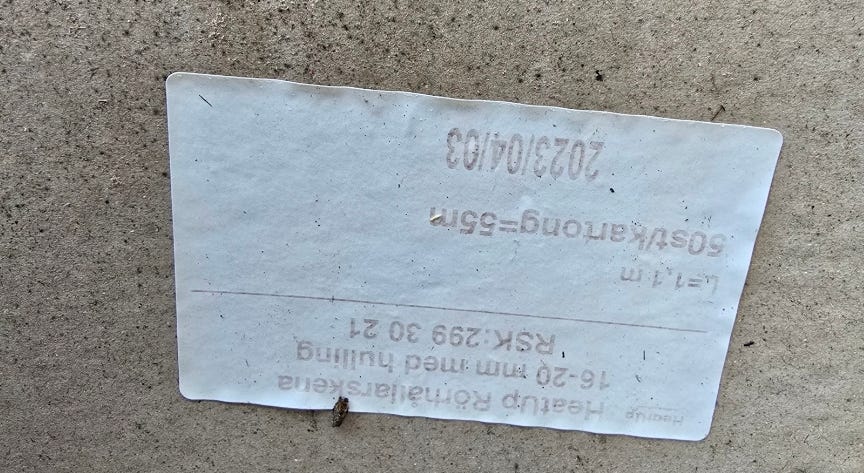 HeatUp
HeatUp Rörhållarskena
16-20 mm med hulling
RSK:299 30 21
L=1,1 m
50st/kartong=55m
2023/04/03